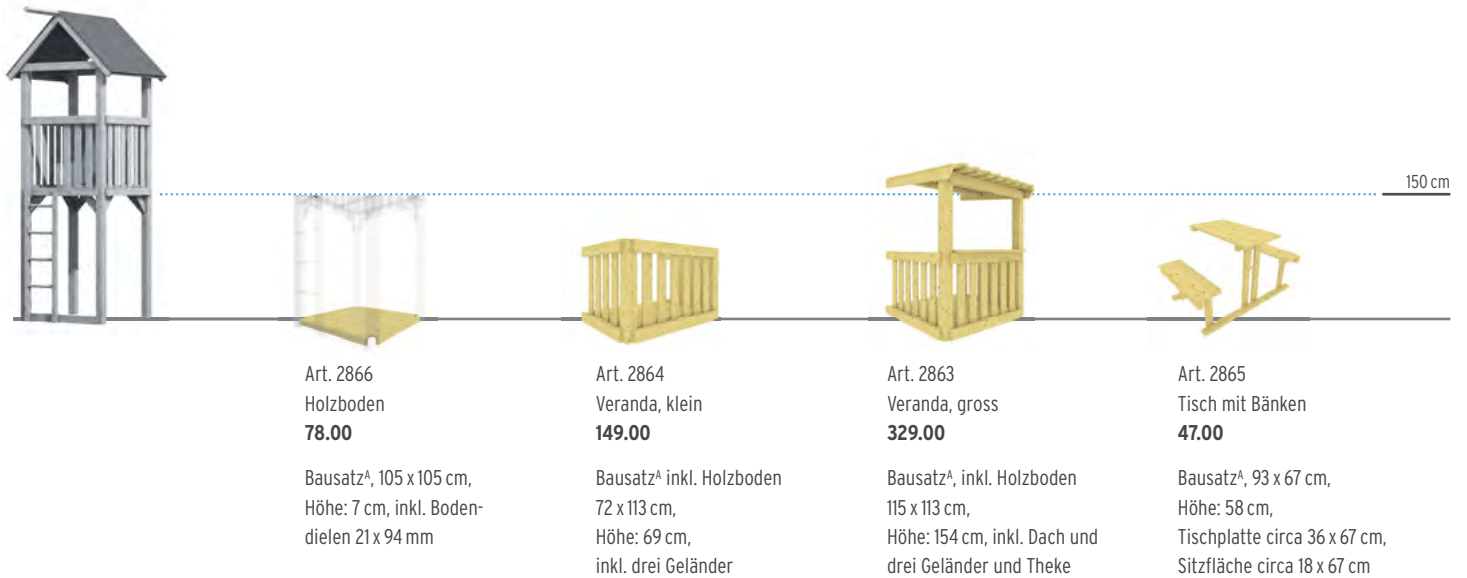 150 cm
Art. 2866
Holzboden
78.00
Bausatzᴬ, 105 x 105 cm,
Höhe: 7 cm, inkl. Boden-
dielen 21 x 94 mm
Art. 2864
Veranda, klein
149.00
Bausatzᴬ inkl. Holzboden
72 x 113 cm,
Höhe: 69 cm,
inkl. drei Geländer
Art. 2863
Veranda, gross
329.00
Bausatzᴬ, inkl. Holzboden
115 x 113 cm,
Höhe: 154 cm, inkl. Dach und
drei Geländer und Theke
Art. 2865
Tisch mit Bänken
47.00
Bausatzᴬ, 93 x 67 cm,
Höhe: 58 cm,
Tischplatte circa 36 x 67 cm,
Sitzfläche circa 18 x 67 cm